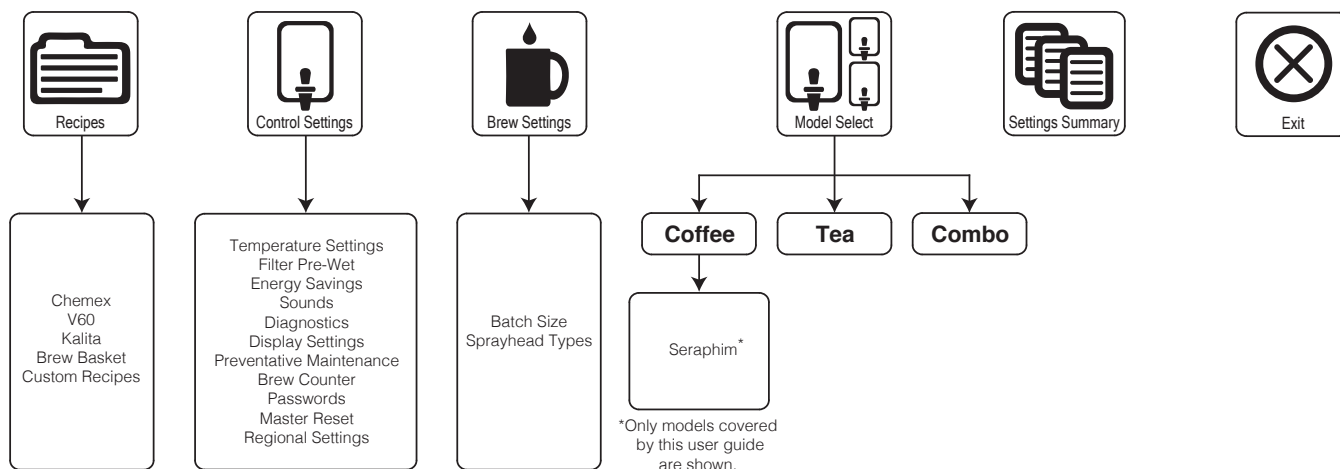 Recipes
Control Settings
Brew Settings
Model Select
Settings Summary
Exit
Chemex
V60
Kalita
Brew Basket
Custom Recipes
Temperature Settings
Filter Pre-Wet
Energy Savings
Sounds
Diagnostics
Display Settings
Preventative Maintenance
Brew Counter
Passwords
Master Reset
Regional Settings
Batch Size
Sprayhead Types
Coffee
Tea
Combo
Seraphim*
*Only models covered
by this user guide
are shown.